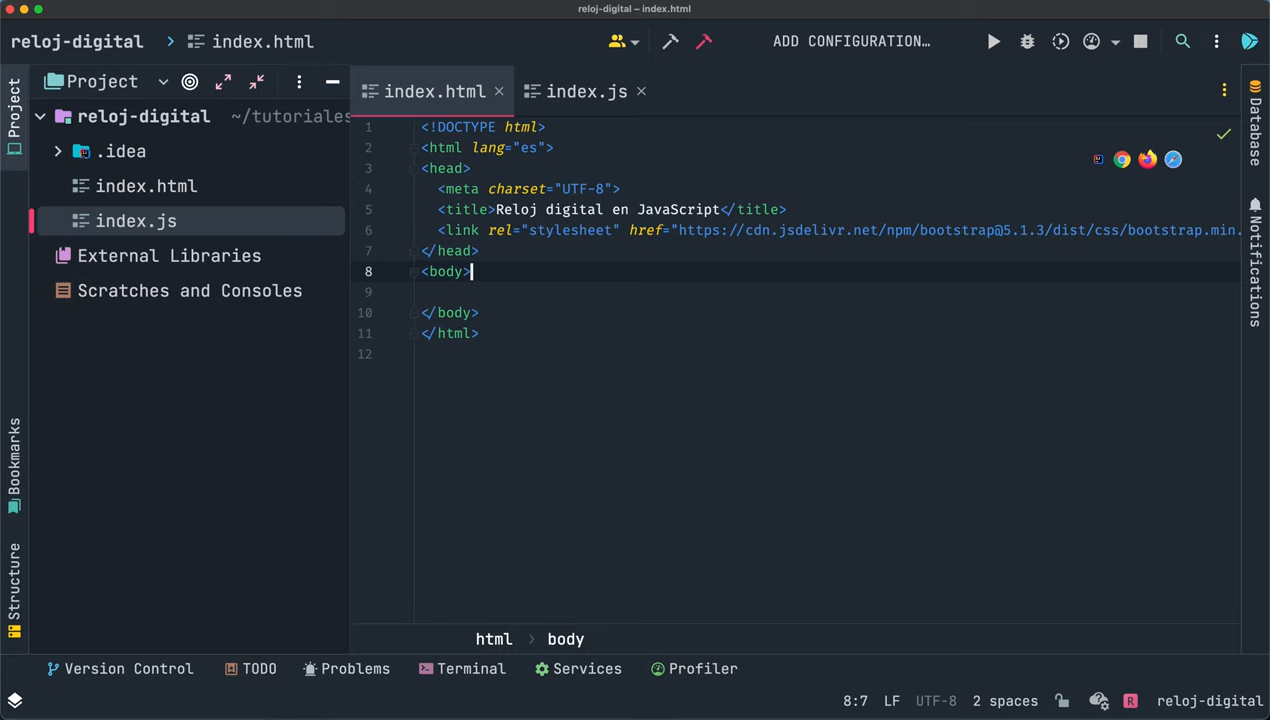 reloj-digital – index.html
reloj-digital > index.html
ADD CONFIGURATION...
Project
index.html
index.js
Project
reloj-digital ~/tutoriales
.idea
index.html
index.js
External Libraries
Scratches and Consoles
1 <!DOCTYPE html>
2 <html lang="es">
3 <head>
4 <meta charset="UTF-8">
5 <title>Reloj digital en JavaScript</title>
6 <link rel="stylesheet" href="https://cdn.jsdelivr.net/npm/bootstrap@5.1.3/dist/css/bootstrap.min.
7 </head>
8 <body>
9
10 </body>
11 </html>
12
Database
Notifications
Bookmarks
Structure
html > body
Version Control TODO Problems Terminal Services Profiler
8:7 LF UTF-8 2 spaces R reloj-digital